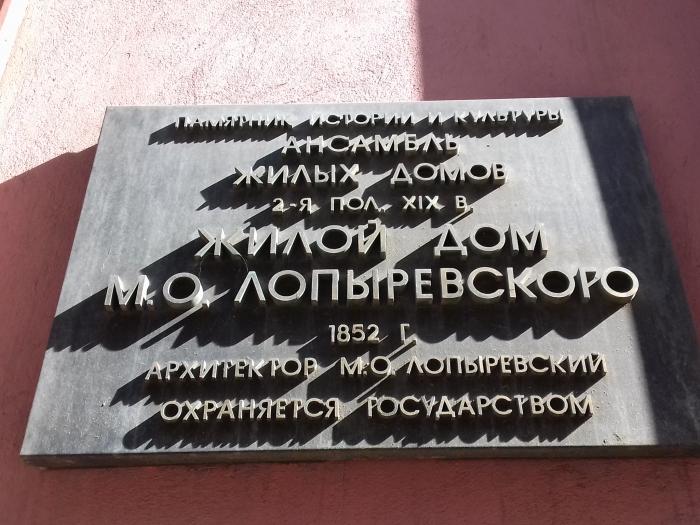 ПАМЯТНИК ИСТОРИИ И КУЛЬТУРЫ
АНСАМБЛЬ
ЖИЛЫХ ДОМОВ
2-Я ПОЛ. XIX В.
ЖИЛОЙ ДОМ
М.О. ЛОПЫРЕВСКОГО
1852 Г.
АРХИТЕКТОР М.О. ЛОПЫРЕВСКИЙ
ОХРАНЯЕТСЯ ГОСУДАРСТВОМ